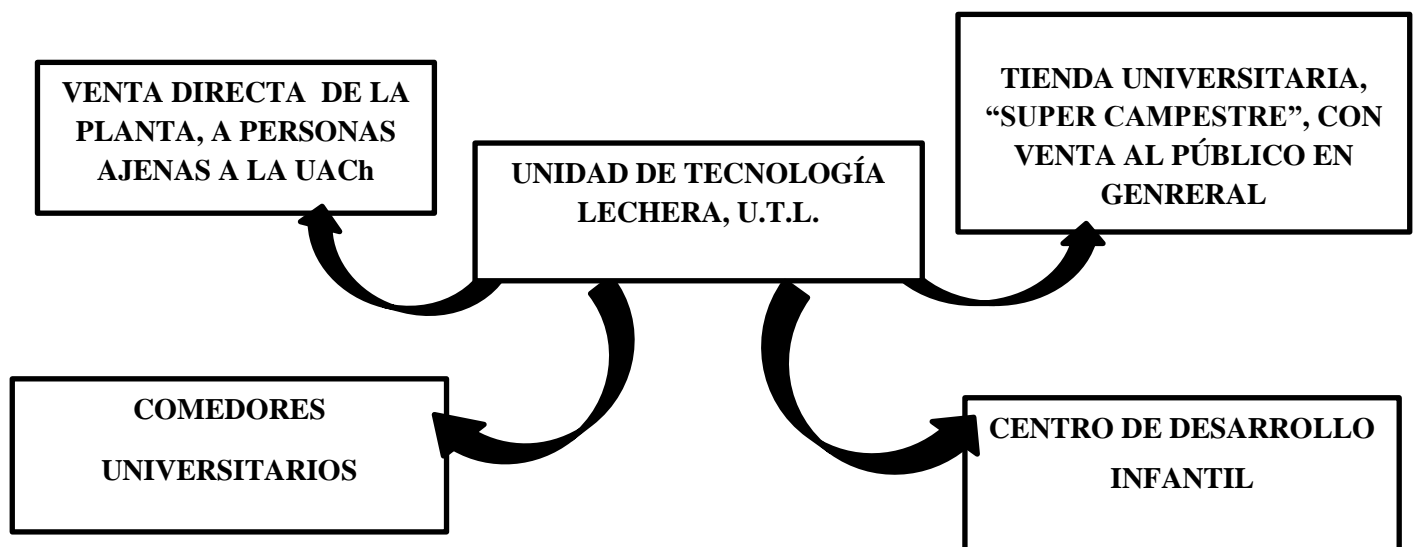 VENTA DIRECTA DE LA
PLANTA, A PERSONAS
AJENAS A LA UACh
TIENDA UNIVERSITARIA,
“SUPER CAMPESTRE”, CON
VENTA AL PÚBLICO EN
GENRERAL
UNIDAD DE TECNOLOGÍA
LECHERA, U.T.L.
COMEDORES
UNIVERSITARIOS
CENTRO DE DESARROLLO
INFANTIL